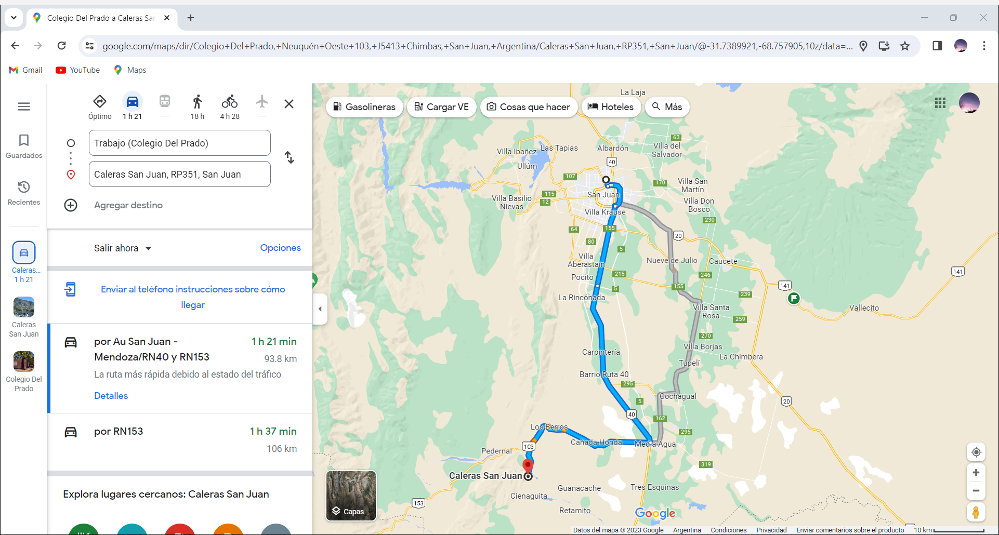 Colegio Del Prado a Caleras San
google.com/maps/dir/Colegio+Del+Prado,+Neuquén+Oeste+103,+J5413+Chimbas,+San+Juan,+Argentina/Caleras+San+Juan,+RP351,+San+Juan/@-31.7389921,-68.757905,10z/data=...
Gmail
YouTube
Maps
Guardados
Recientes
Caleras...
1 h 21
Caleras
San Juan
Colegio Del
Prado
Óptimo
1 h 21
18 h
4 h 28
Trabajo (Colegio Del Prado)
Caleras San Juan, RP351, San Juan
Agregar destino
Salir ahora
Opciones
Enviar al teléfono instrucciones sobre cómo
llegar
por Au San Juan -
Mendoza/RN40 y RN153
1 h 21 min
93.8 km
La ruta más rápida debido al estado del tráfico
Detalles
por RN153
1 h 37 min
106 km
Explora lugares cercanos: Caleras San Juan
Gasolineras
Cargar VE
Cosas que hacer
Hoteles
Más
La Laja
63
Villa Ibañez
Las Tapias
Albardón
Villa del
Salvador
Ullúm
40
107
170
Villa San
Martín
115
San Juan
12
Villa Basilio
Nievas
Villa Don
Bosco
Villa Krause
230
64
155
20
80
5
Villa
Aberastain
Nueve de Julio
Caucete
141
215
246
Pocito
141
5
155
239
La Rinconada
Villa Santa
Rosa
Vallecito
259
270
Villa Borjas
Carpintería
La Chimbera
Tupelí
Barrio Ruta 40
295
Cochagual
5
20
40
162
Los Berros
295
Cañada Honda
Media Agua
153
Pedernal
319
Caleras San Juan
Guanacache
Tres Esquinas
Cienaguita
153
Retamito
Capas
Google
Datos del mapa © 2023 Google
Argentina
Condiciones
Privacidad
Enviar comentarios sobre el producto
10 km